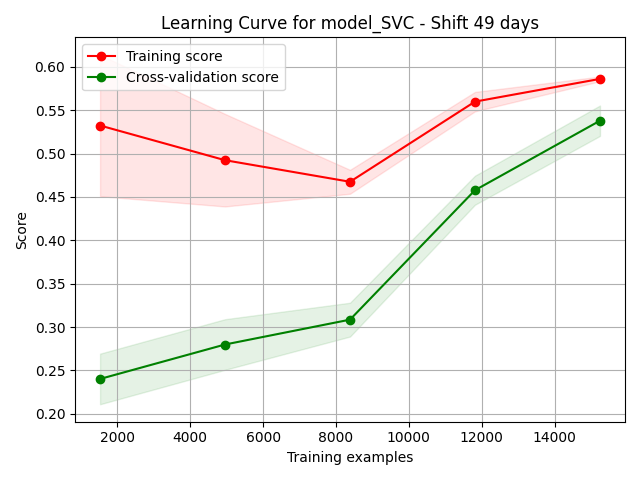 Learning Curve for model_SVC - Shift 49 days
Training score
Cross-validation score
0.60
0.55
0.50
0.45
0.40
0.35
0.30
0.25
0.20
Score
2000 4000 6000 8000 10000 12000 14000
Training examples